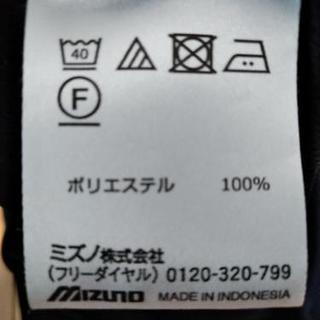 40
F
ポリエステル 100%
ミズノ株式会社
(フリーダイヤル) 0120-320-799
MIZUNO MADE IN INDONESIA